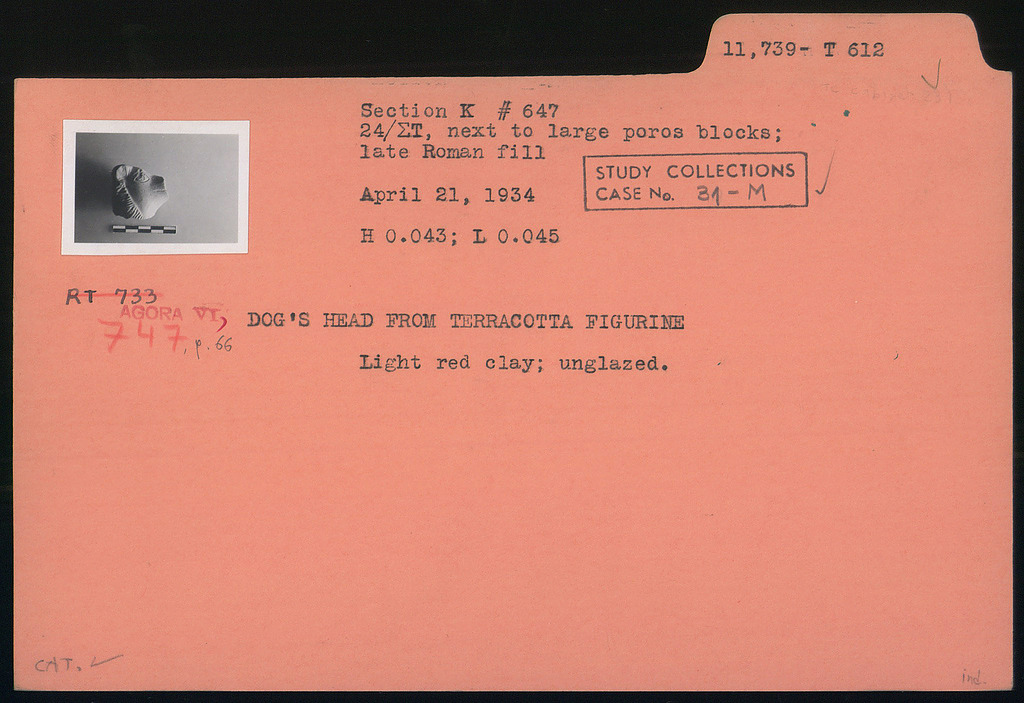 11,739- T 612
Section K # 647
24/ΣΤ, next to large poros blocks;
late Roman fill
STUDY COLLECTIONS
CASE No. 31-M
April 21, 1934
H 0.043; L 0.045
RT 733
AGORA VI,
747, p. 66
DOG'S HEAD FROM TERRACOTTA FIGURINE
Light red clay; unglazed.
CAT. ✓
ind.